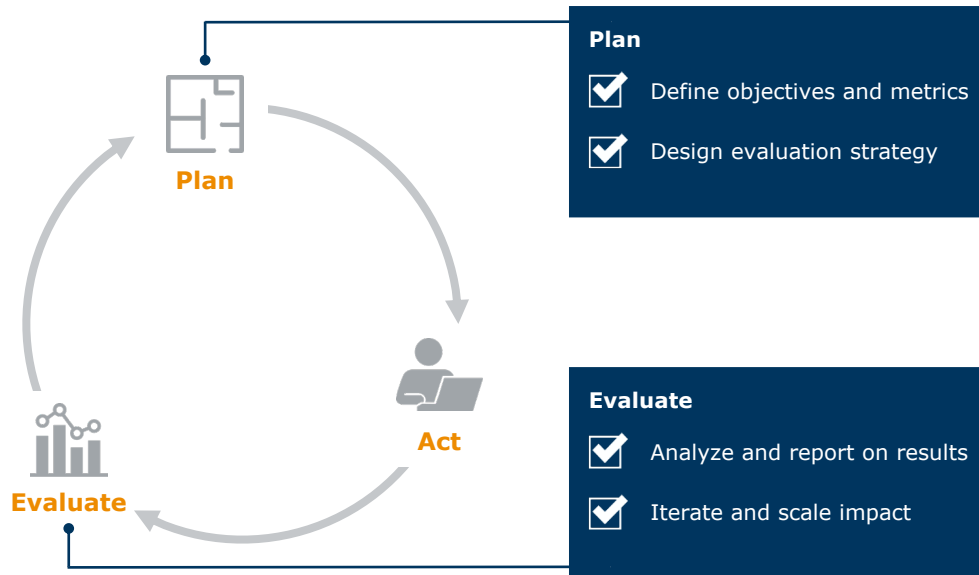 Plan
Define objectives and metrics
Design evaluation strategy
Plan
Act
Evaluate
Evaluate
Analyze and report on results
Iterate and scale impact